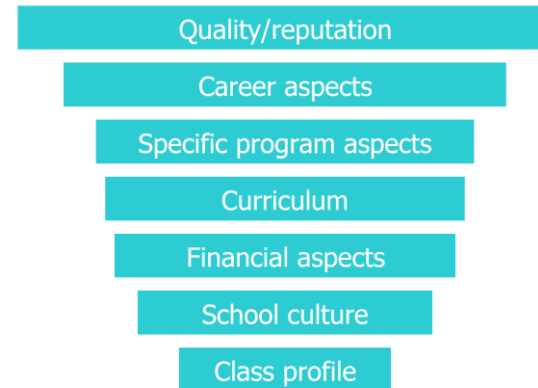 Quality/reputation
Career aspects
Specific program aspects
Curriculum
Financial aspects
School culture
Class profile